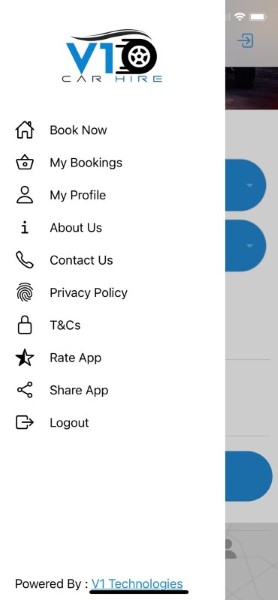 V10
CAR HIRE
Book Now
My Bookings
My Profile
About Us
Contact Us
Privacy Policy
T&Cs
Rate App
Share App
Logout
Powered By : V1 Technologies